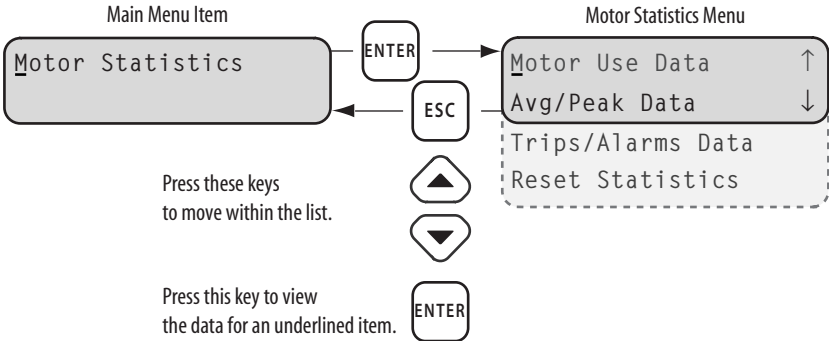 Main Menu Item
Motor Statistics
ENTER
ESC
Motor Statistics Menu
Motor Use Data ↑
Avg/Peak Data ↓
Trips/Alarms Data
Reset Statistics
Press these keys
to move within the list.
Press this key to view
the data for an underlined item.
ENTER